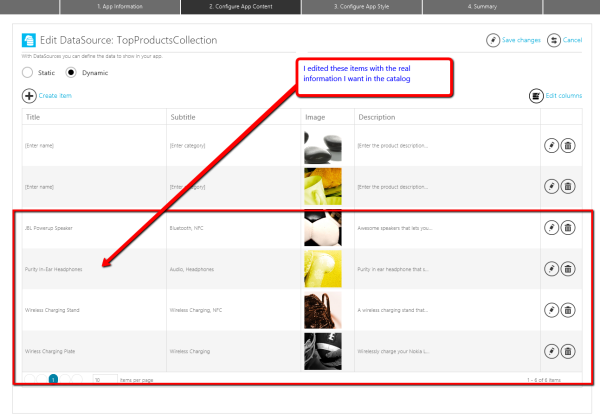 1. App Information
2. Configure App Content
3. Configure App Style
4. Summary
Edit DataSource: TopProductsCollection
Save changes
Cancel
With DataSources you can define the data to show in your app.
Static
Dynamic
I edited these items with the real
information I want in the catalog
Create item
Edit columns
Title Subtitle Image Description
[Enter name] [Enter category] [Enter the product description...
[Enter name] [Enter category] [Enter the product description...
JBL Powerup Speaker Bluetooth, NFC Awesome speakers that lets you...
Purity In-Ear Headphones Audio, Headphones Purity in ear headphone that s...
Wireless Charging Stand Wireless Charging, NFC A wireless charging stand that...
Wireless Charging Plate Wireless Charging Wirelessly charge your Nokia L...
1 10 items per page 1 - 6 of 6 items